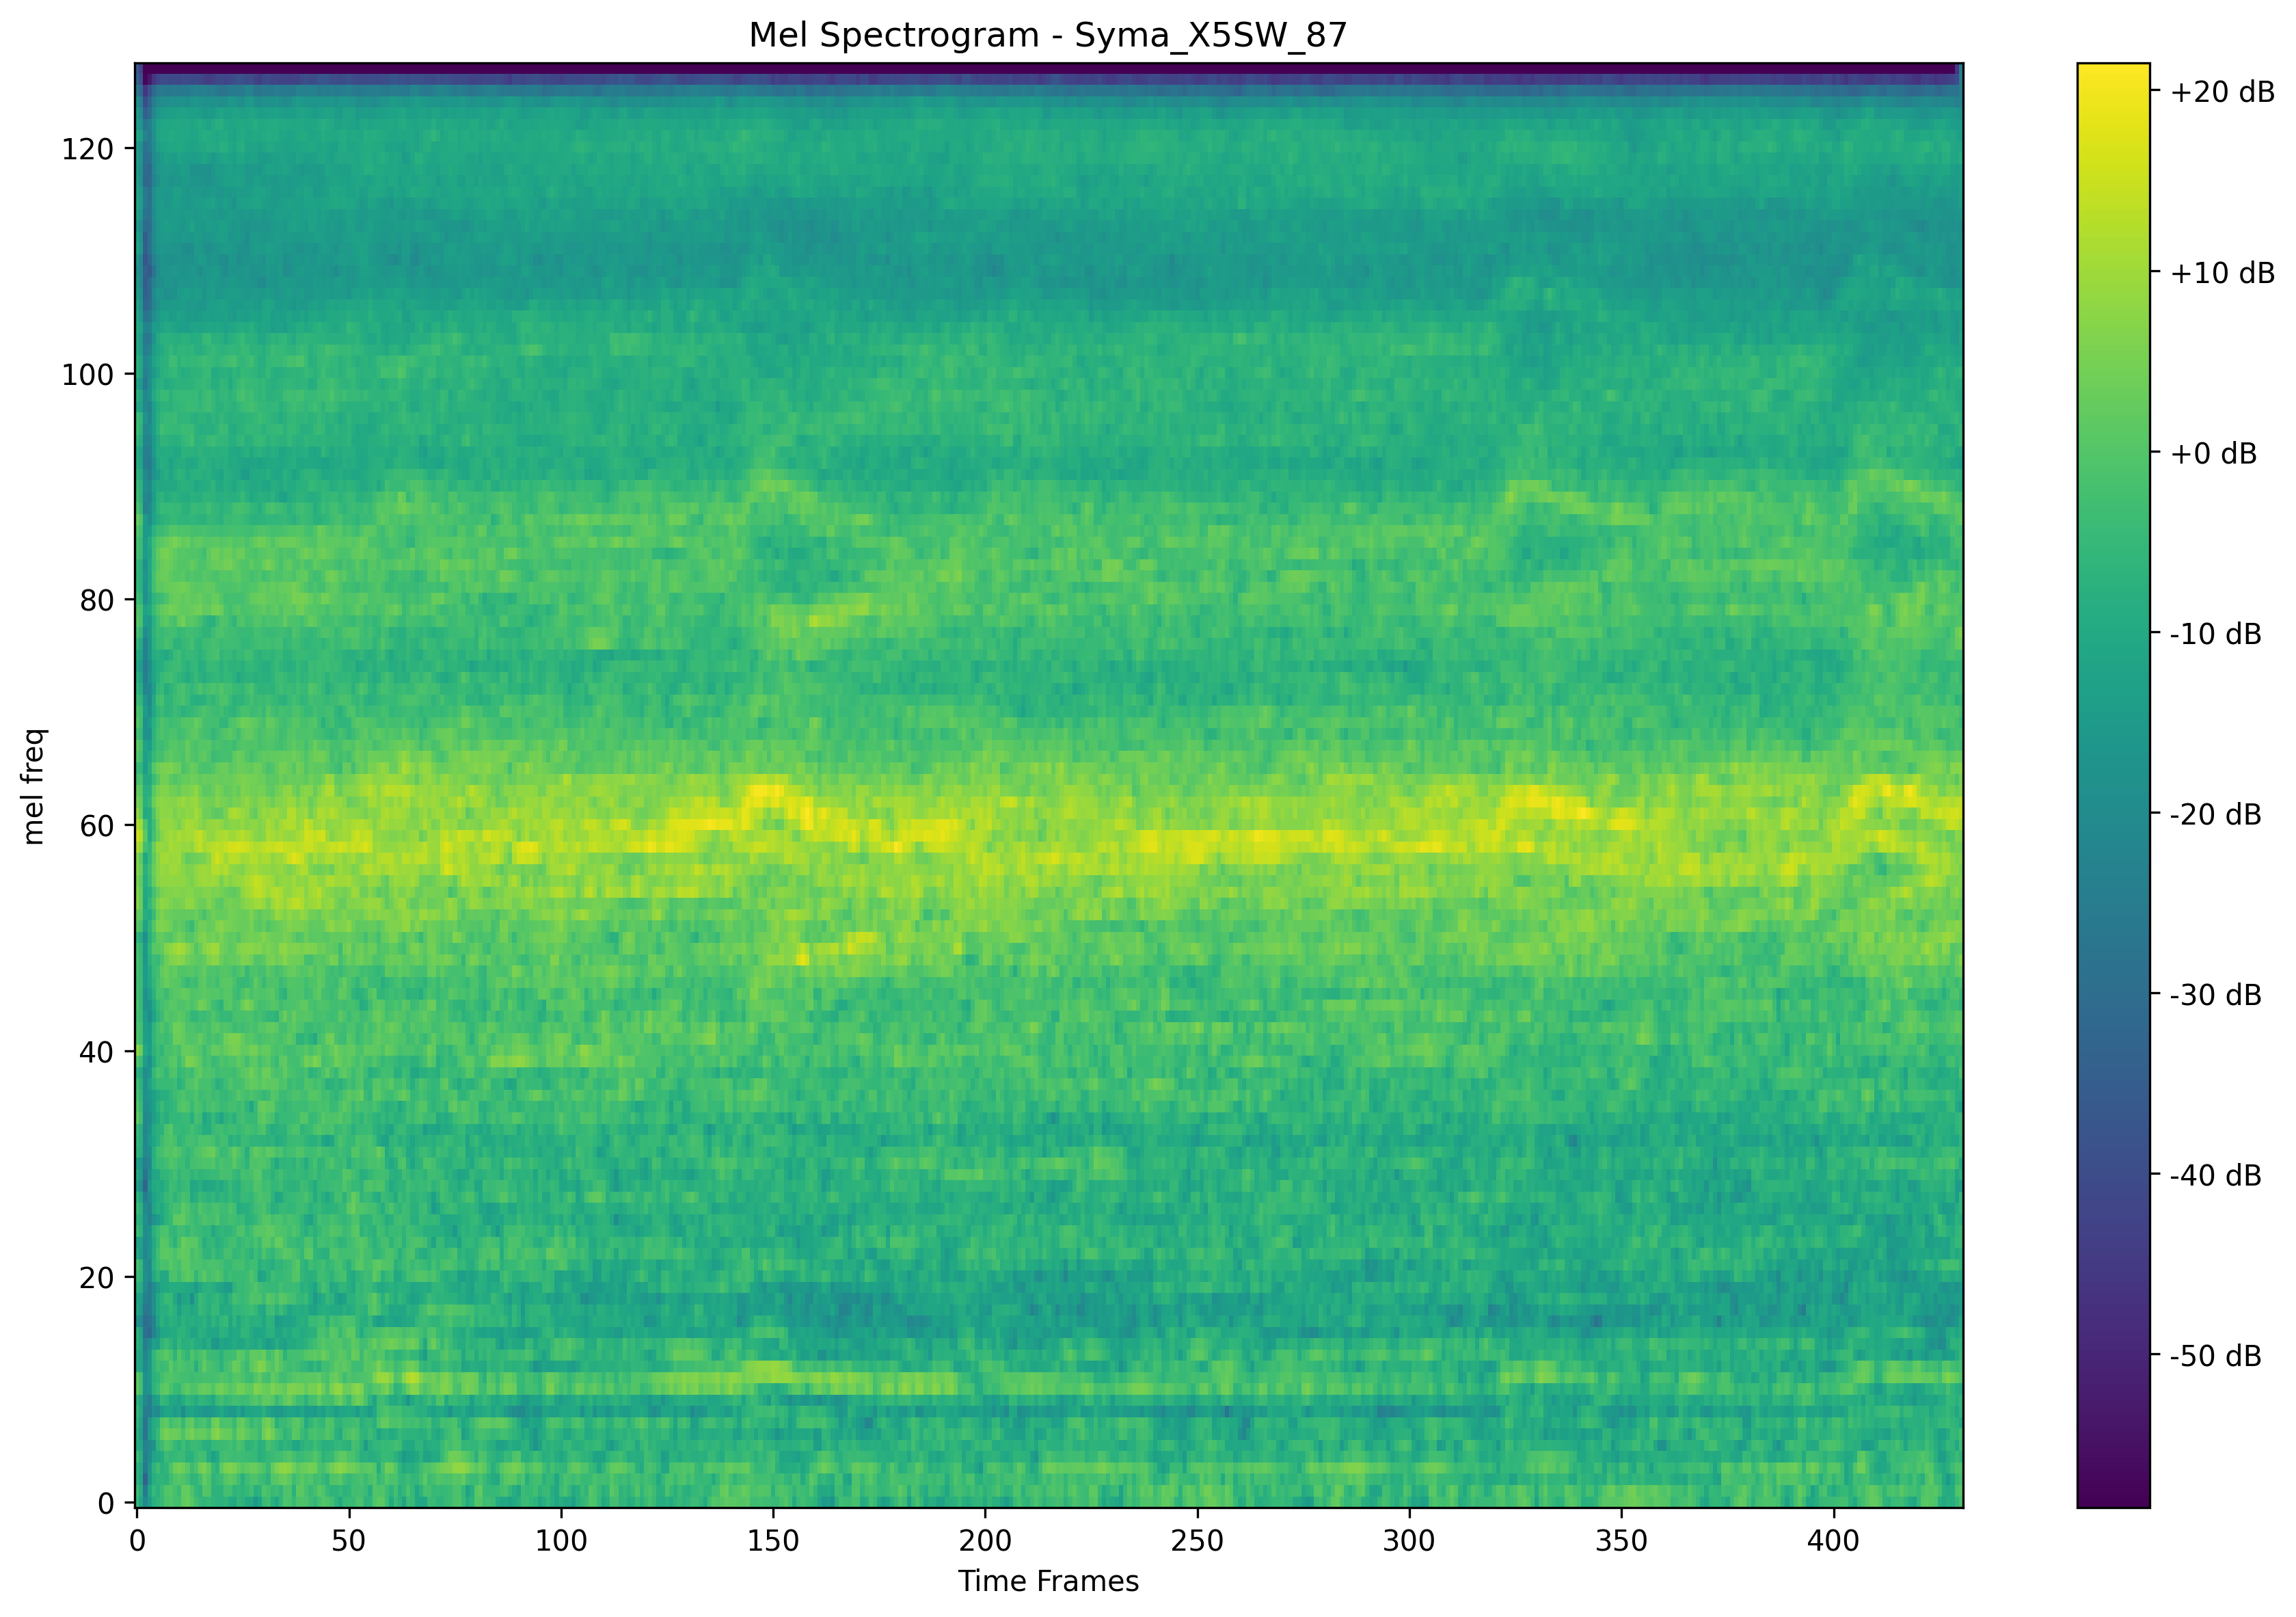 Mel Spectrogram - Syma_X5SW_87
mel freq
120
100
80
60
40
20
0
0 50 100 150 200 250 300 350 400
Time Frames
+20 dB
+10 dB
+0 dB
-10 dB
-20 dB
-30 dB
-40 dB
-50 dB